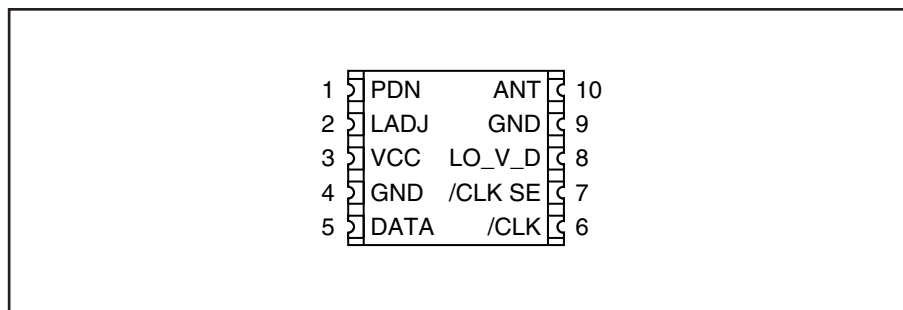 1 PDN ANT 10
2 LADJ GND 9
3 VCC LO_V_D 8
4 GND /CLK SE 7
5 DATA /CLK 6